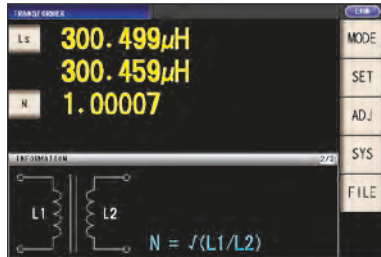 TRANSFORMER
LCR
Ls 300.499μH
300.459μH
N 1.00007
MODE
SET
ADJ
SYS
FILE
INFORMATION 2/2
L1 L2
N = √(L1/L2)